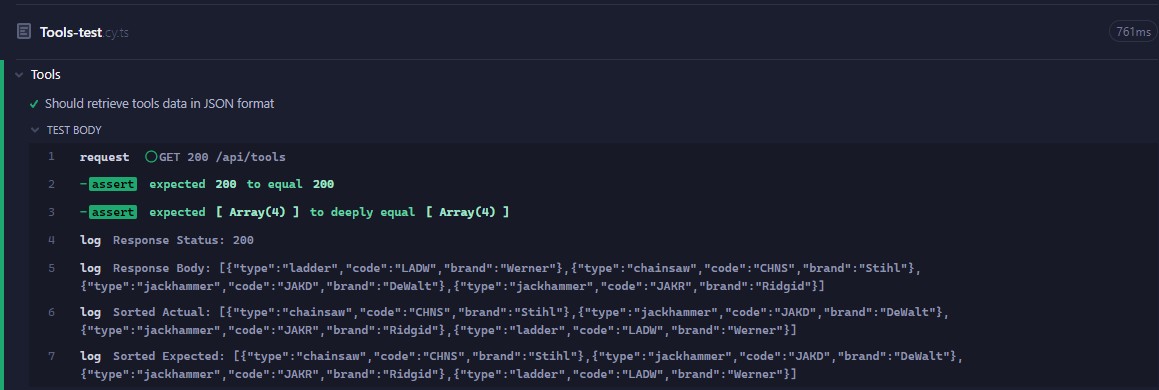 Tools-test.cy.ts 761ms
Tools
Should retrieve tools data in JSON format
TEST BODY
1 request GET 200 /api/tools
2 -assert expected 200 to equal 200
3 -assert expected [ Array(4) ] to deeply equal [ Array(4) ]
4 log Response Status: 200
5 log Response Body: [{"type":"ladder","code":"LADW","brand":"Werner"},{"type":"chainsaw","code":"CHNS","brand":"Stihl"},
{"type":"jackhammer","code":"JAKD","brand":"DeWalt"},{"type":"jackhammer","code":"JAKR","brand":"Ridgid"}]
6 log Sorted Actual: [{"type":"chainsaw","code":"CHNS","brand":"Stihl"},{"type":"jackhammer","code":"JAKD","brand":"DeWalt"},
{"type":"jackhammer","code":"JAKR","brand":"Ridgid"},{"type":"ladder","code":"LADW","brand":"Werner"}]
7 log Sorted Expected: [{"type":"chainsaw","code":"CHNS","brand":"Stihl"},{"type":"jackhammer","code":"JAKD","brand":"DeWalt"},
{"type":"jackhammer","code":"JAKR","brand":"Ridgid"},{"type":"ladder","code":"LADW","brand":"Werner"}]